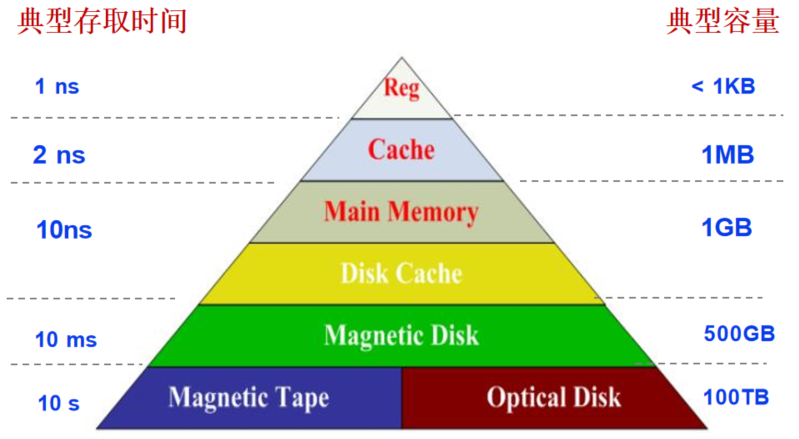 典型存取时间
典型容量
1 ns
Reg
< 1KB
2 ns
Cache
1MB
10ns
Main Memory
1GB
Disk Cache
10 ms
Magnetic Disk
500GB
10 s
Magnetic Tape
Optical Disk
100TB